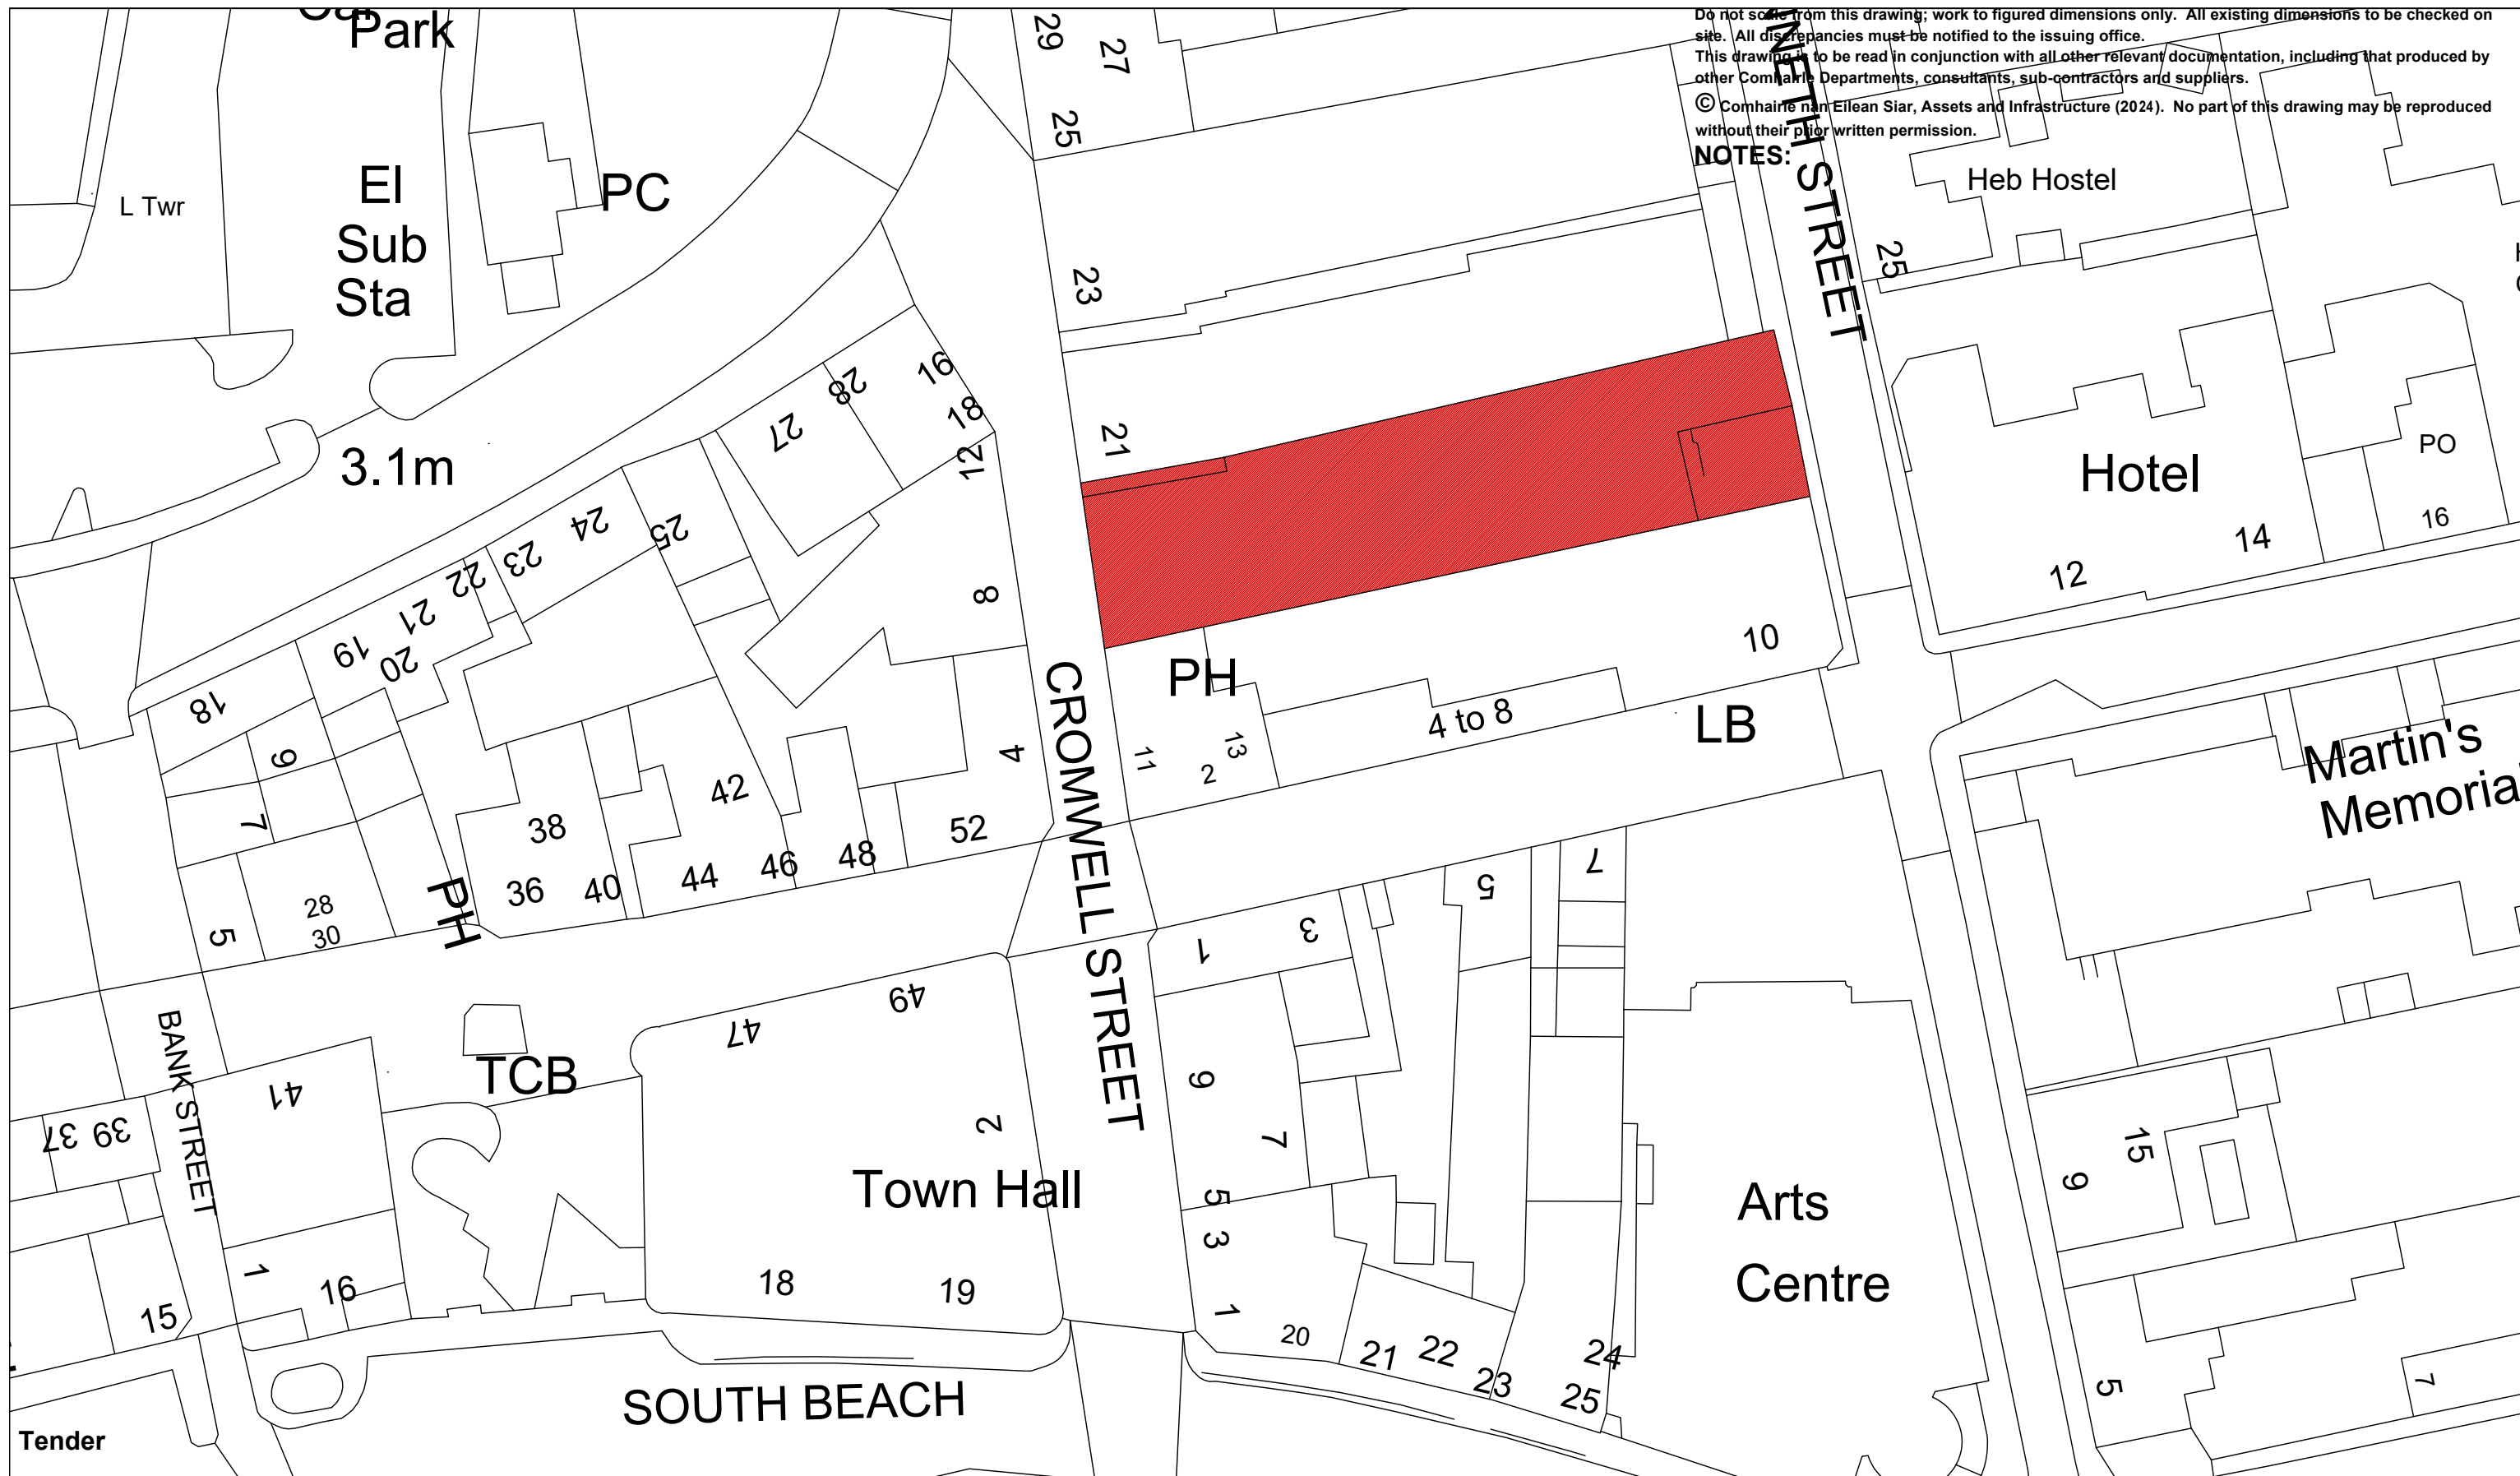 Do not scale from this drawing; work to figured dimensions only. All existing dimensions to be checked on
site. All discrepancies must be notified to the issuing office.
This drawing is to be read in conjunction with all other relevant documentation, including that produced by
other Comhairle Departments, consultants, sub-contractors and suppliers.
© Comhairle nan Eilean Siar, Assets and Infrastructure (2024). No part of this drawing may be reproduced
without their prior written permission.
NOTES:
Car
Park
El
Sub
Sta
PC
L Twr
3.1m
29
27
25
23
21
NETH STREET
25
Heb Hostel
Hotel
PO
16
14
12
10
16
18
12
28
27
25
24
23
22
21
20
19
18
8
4
9
7
5
28
30
PH
36
38
40
42
44
46
48
52
CROMWELL STREET
PH
11
13
2
4 to 8
LB
Martin's
Memoria
1
3
5
7
9
7
5
3
1
49
47
2
Town Hall
18
19
TCB
BANK STREET
41
39
37
1
16
15
SOUTH BEACH
20
21
22
23
24
25
Arts
Centre
15
9
5
7
Tender